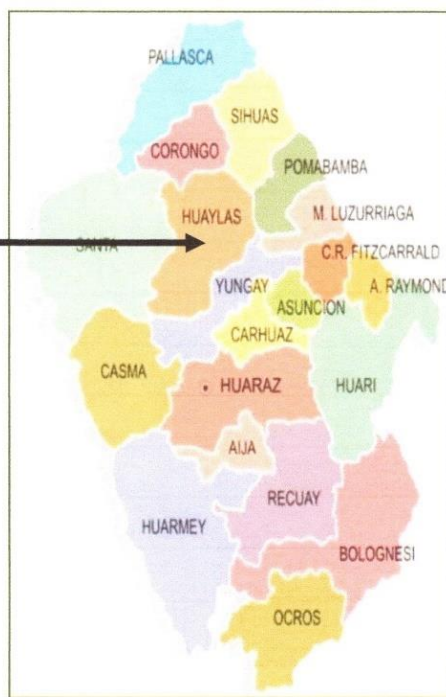 PALLASCA
SIHUAS
CORONGO
POMABAMBA
HUAYLAS
M. LUZURRIAGA
SANTA
C.R. FITZCARRALD
YUNGAY
A. RAYMOND
ASUNCION
CARHUAZ
CASMA
HUARAZ
HUARI
AIJA
RECUAY
HUARMEY
BOLOGNESI
OCROS